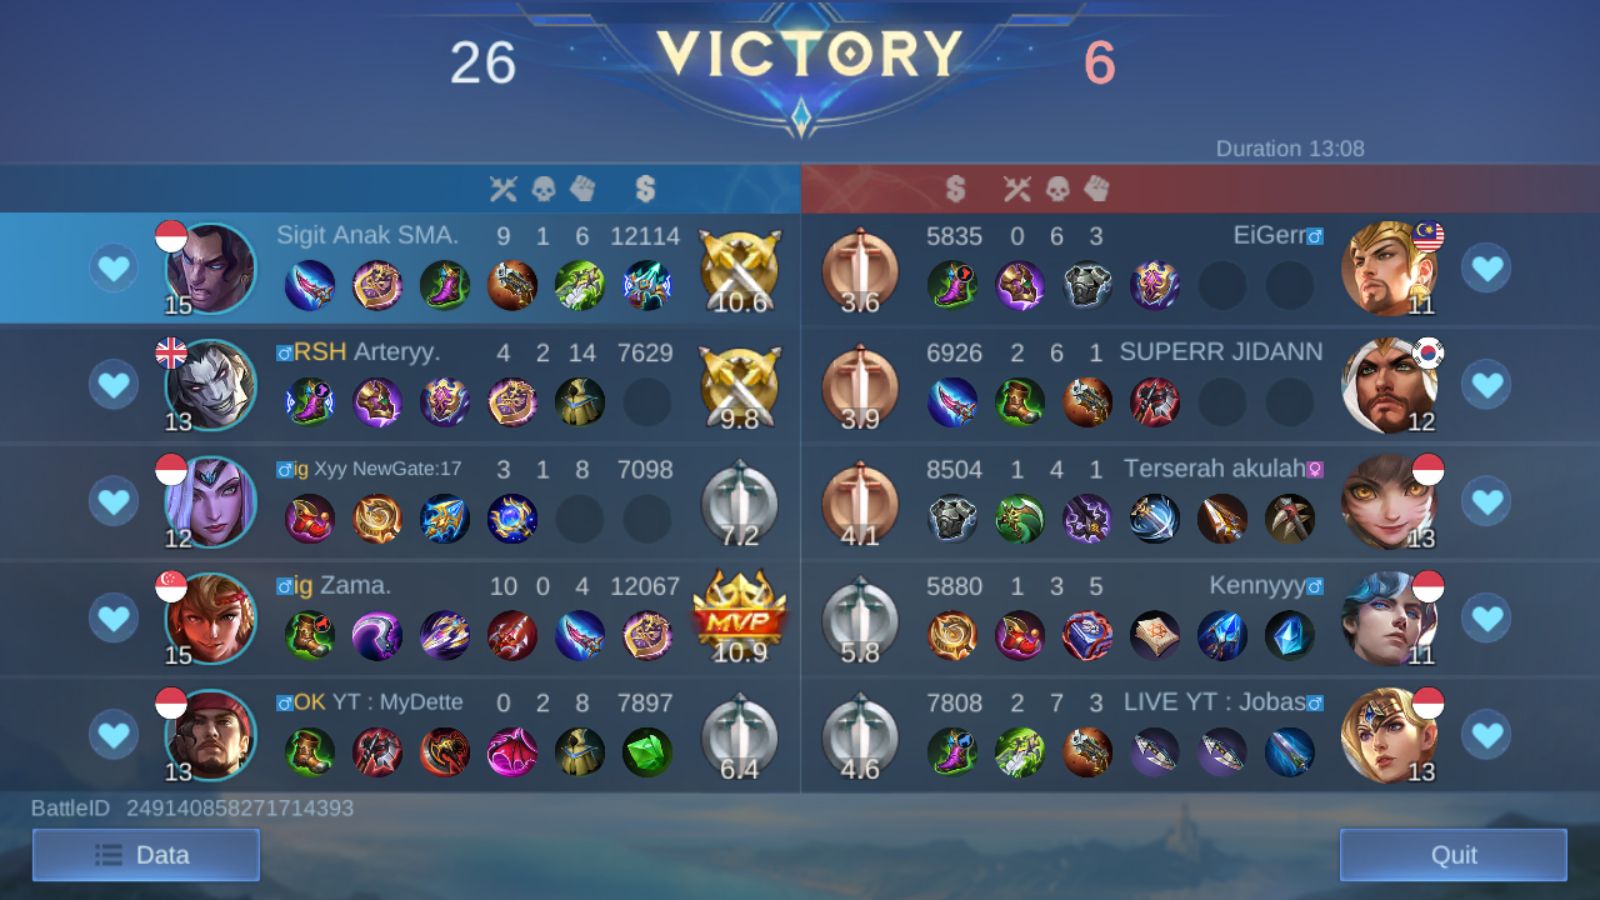 26 VICTORY 6
Duration 13:08
Sigit Anak SMA. 9 1 6 12114
15 10.6
5835 0 6 3 EiGerr
3.6 11
RSH Arteryy. 4 2 14 7629
13 9.8
6926 2 6 1 SUPERR JIDANN
3.9 12
ig Xyy NewGate:17 3 1 8 7098
12 7.2
8504 1 4 1 Terserah akulah
4.1 13
ig Zama. 10 0 4 12067
MVP
15 10.9
5880 1 3 5 Kennyyy
5.8 11
OK YT : MyDette 0 2 8 7897
13 6.4
7808 2 7 3 LIVE YT : Jobas
4.6 13
BattleID 249140858271714393
Data Quit